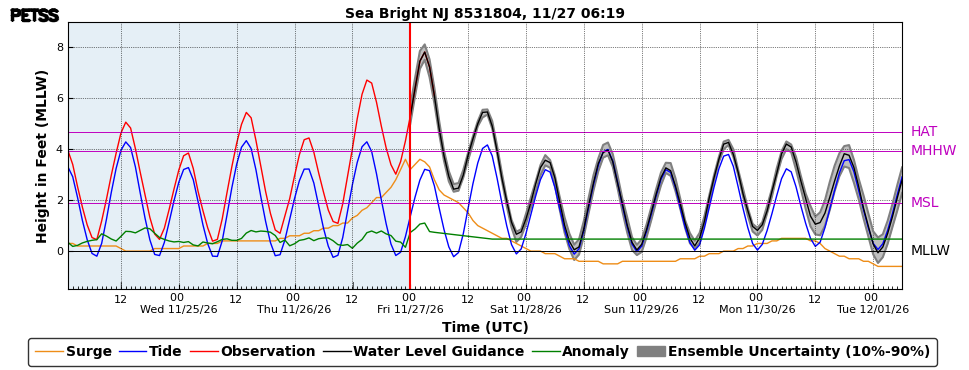 PETSS
Sea Bright NJ 8531804, 11/27 06:19
Height in Feet (MLLW)
8
6
4
2
0
HAT
MHHW
MSL
MLLW
12 00 12 00 12 00 12 00 12 00 12 00 12 00
Wed 11/25/26 Thu 11/26/26 Fri 11/27/26 Sat 11/28/26 Sun 11/29/26 Mon 11/30/26 Tue 12/01/26
Time (UTC)
Surge Tide Observation Water Level Guidance Anomaly Ensemble Uncertainty (10%-90%)